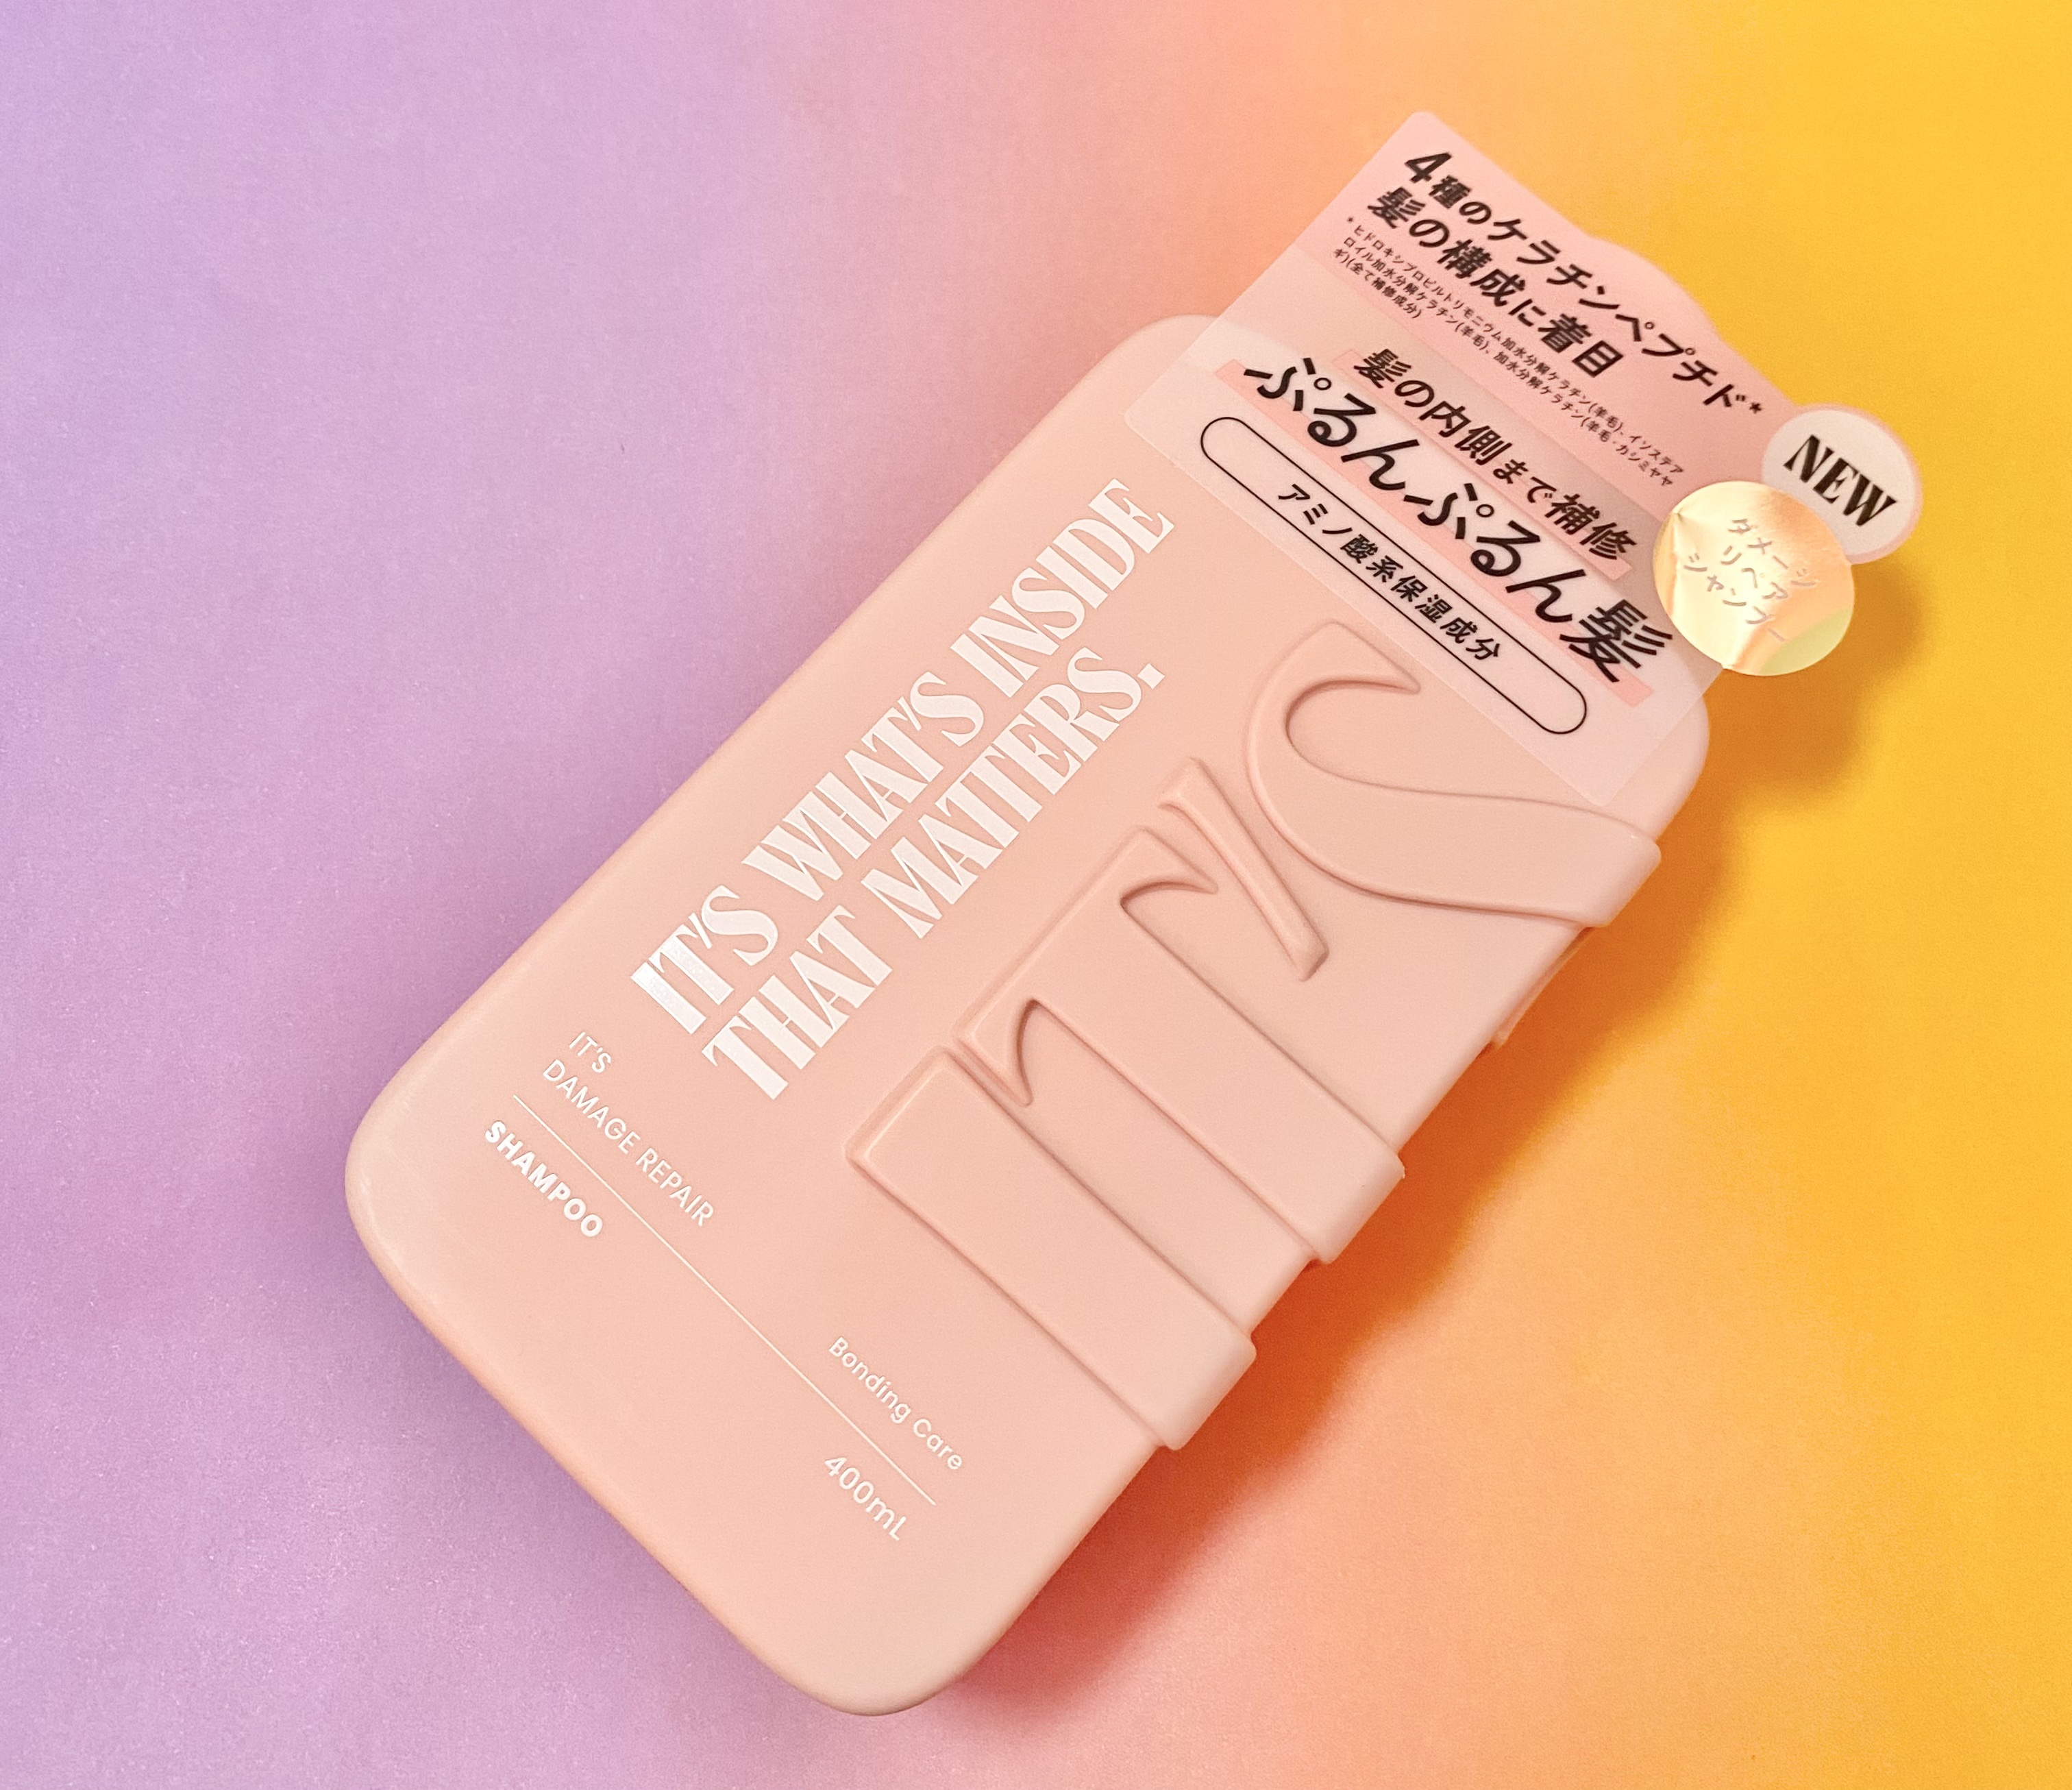 4種のケラチンペプチド*
髪の構成に着目
*ヒドロキシプロピルトリモニウム加水分解ケラチン(羊毛)、イソステア
ロイル加水分解ケラチン(羊毛)、加水分解ケラチン(羊毛・カシミヤヤ
ギ)(全て補修成分)
髪の内側まで補修
ぷるんぷるん髪
アミノ酸系保湿成分
NEW
ダメージ
リペア
シャンプー
IT'S WHAT'S INSIDE
THAT MATTERS.
IT'S
IT'S
DAMAGE REPAIR
SHAMPOO
Bonding Care
400mL